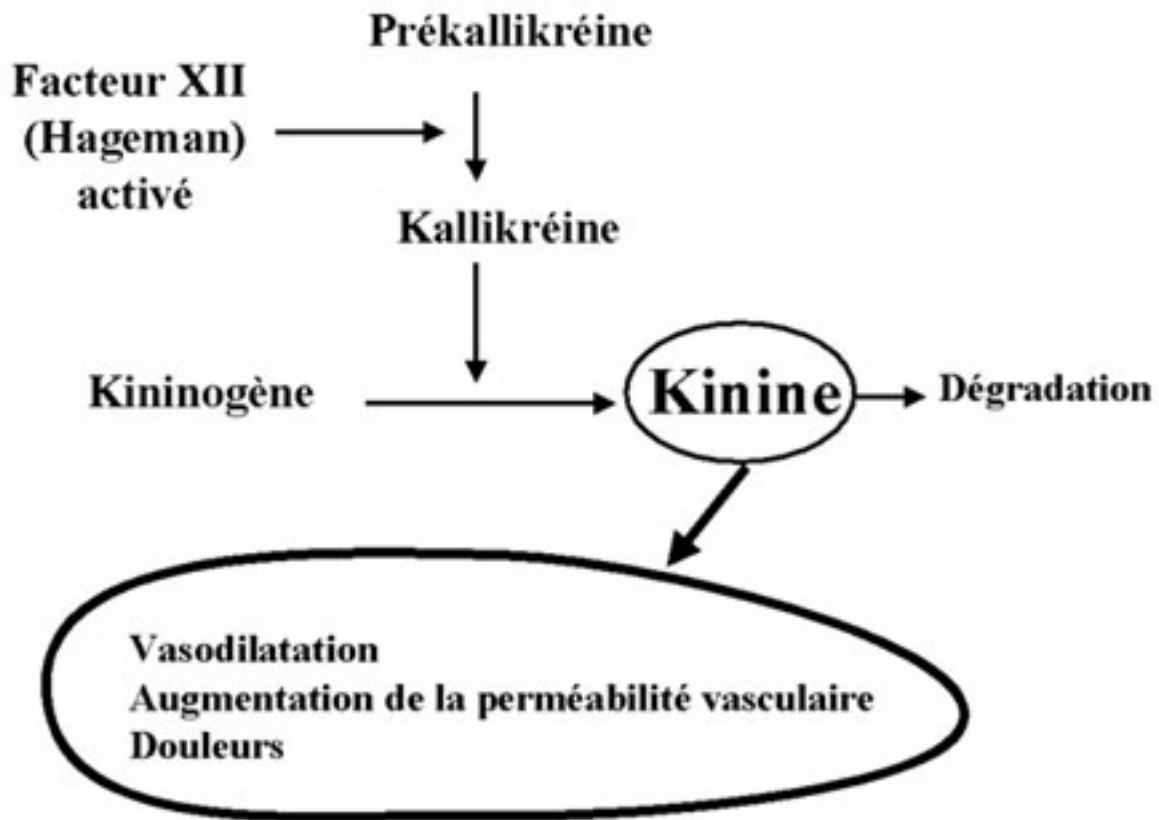 Prékallikréine
Facteur XII
(Hageman)
activé
Kallikréine
Kininogène
Kinine
Dégradation
Vasodilatation
Augmentation de la perméabilité vasculaire
Douleurs